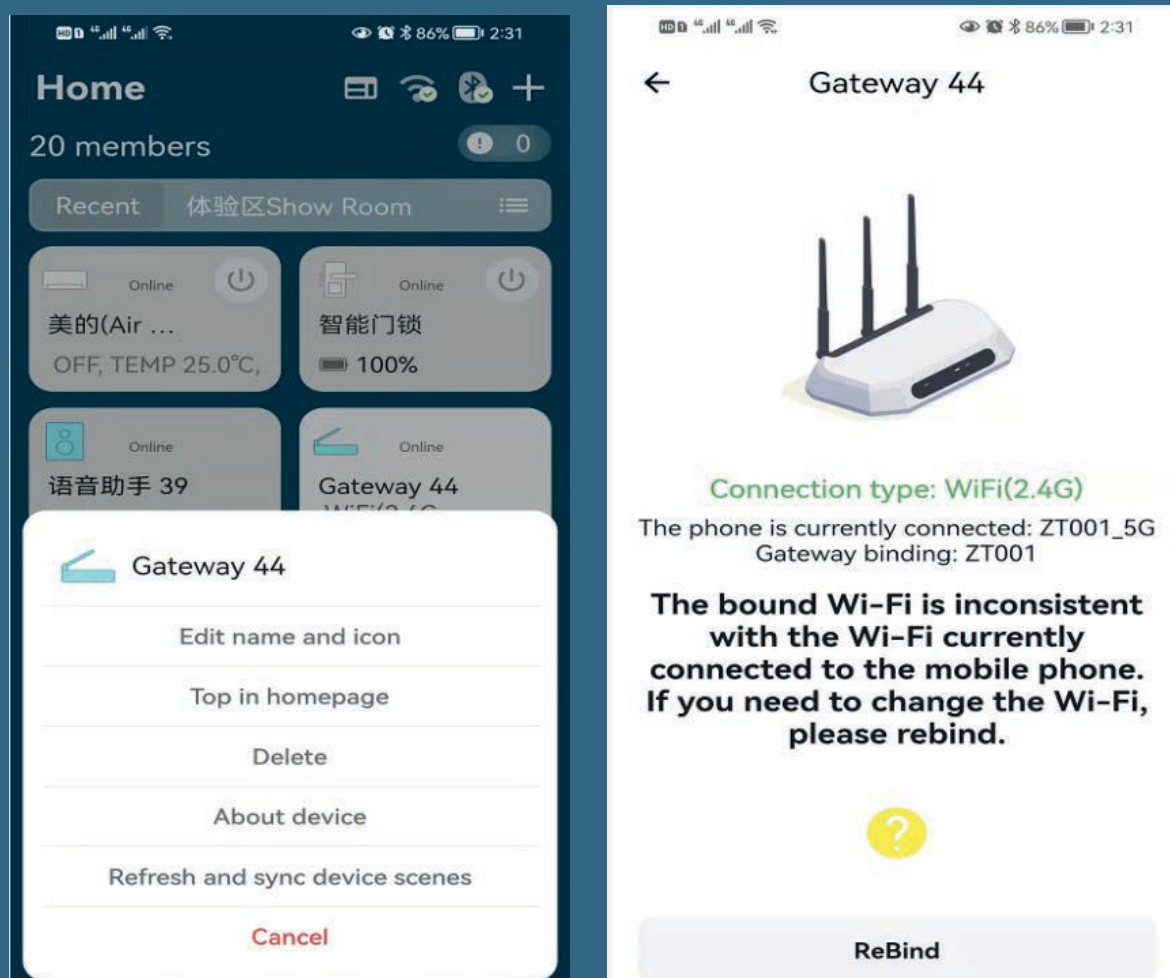 86% 2:31
Home
20 members
! 0
Recent 体验区Show Room
Online
美的(Air ...
OFF, TEMP 25.0°C,
Online
智能门锁
100%
Online
语音助手 39
Online
Gateway 44
Gateway 44
Edit name and icon
Top in homepage
Delete
About device
Refresh and sync device scenes
Cancel
86% 2:31
Gateway 44
Connection type: WiFi(2.4G)
The phone is currently connected: ZT001_5G
Gateway binding: ZT001
The bound Wi-Fi is inconsistent
with the Wi-Fi currently
connected to the mobile phone.
If you need to change the Wi-Fi,
please rebind.
?
ReBind